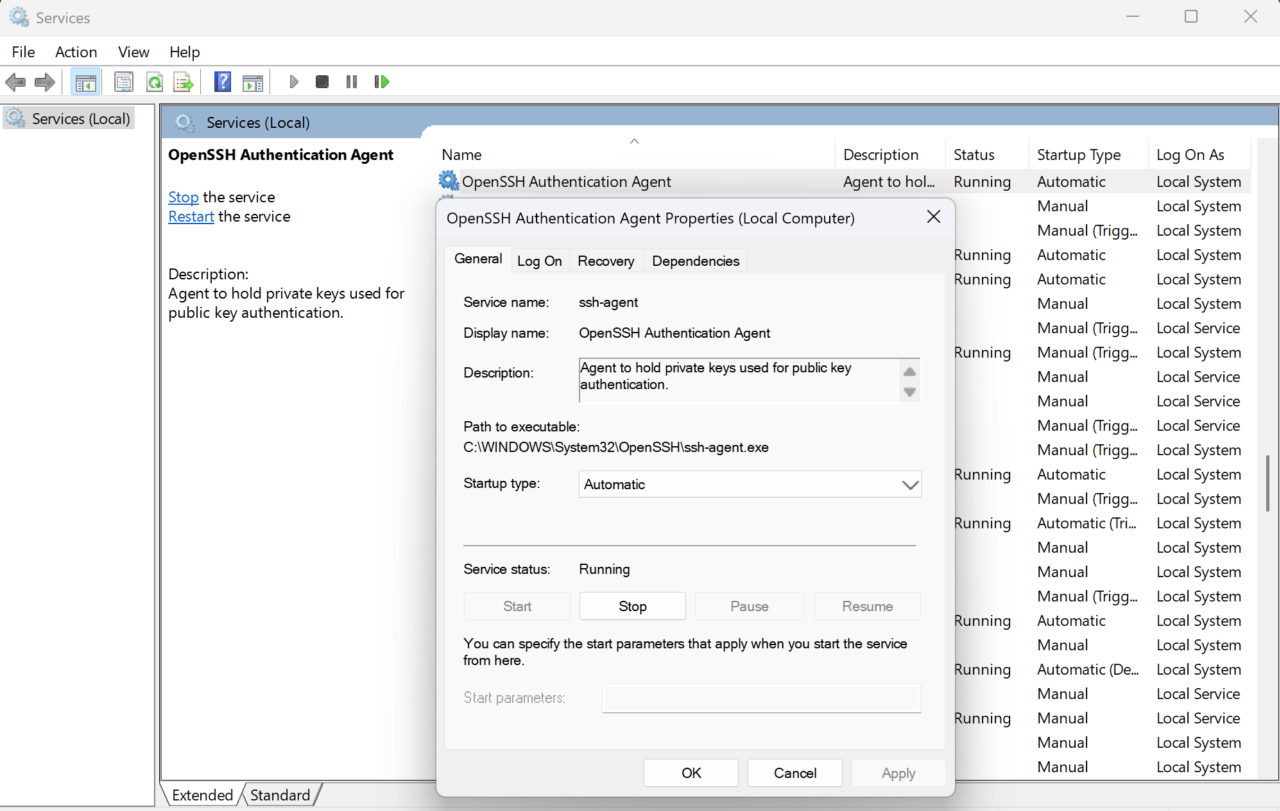 Services
File Action View Help
Services (Local)
Services (Local)
OpenSSH Authentication Agent
Stop the service
Restart the service
Description:
Agent to hold private keys used for
public key authentication.
Name Description Status Startup Type Log On As
OpenSSH Authentication Agent Agent to hol... Running Automatic Local System
Manual Local System
Manual (Trigg... Local System
Running Automatic Local System
Running Automatic Local System
Manual Local System
Manual (Trigg... Local Service
Running Manual (Trigg... Local System
Manual Local Service
Manual Local System
Manual (Trigg... Local Service
Manual (Trigg... Local System
Running Automatic Local System
Manual (Trigg... Local System
Running Automatic (Tri... Local System
Manual Local System
Manual Local System
Manual (Trigg... Local System
Running Automatic Local System
Manual Local System
Running Automatic (De... Local System
Manual Local Service
Running Manual Local Service
Manual Local System
Manual Local System
OpenSSH Authentication Agent Properties (Local Computer)
General Log On Recovery Dependencies
Service name: ssh-agent
Display name: OpenSSH Authentication Agent
Description: Agent to hold private keys used for public key
authentication.
Path to executable:
C:\WINDOWS\System32\OpenSSH\ssh-agent.exe
Startup type: Automatic
Service status: Running
Start Stop Pause Resume
You can specify the start parameters that apply when you start the service
from here.
Start parameters:
OK Cancel Apply
Extended Standard